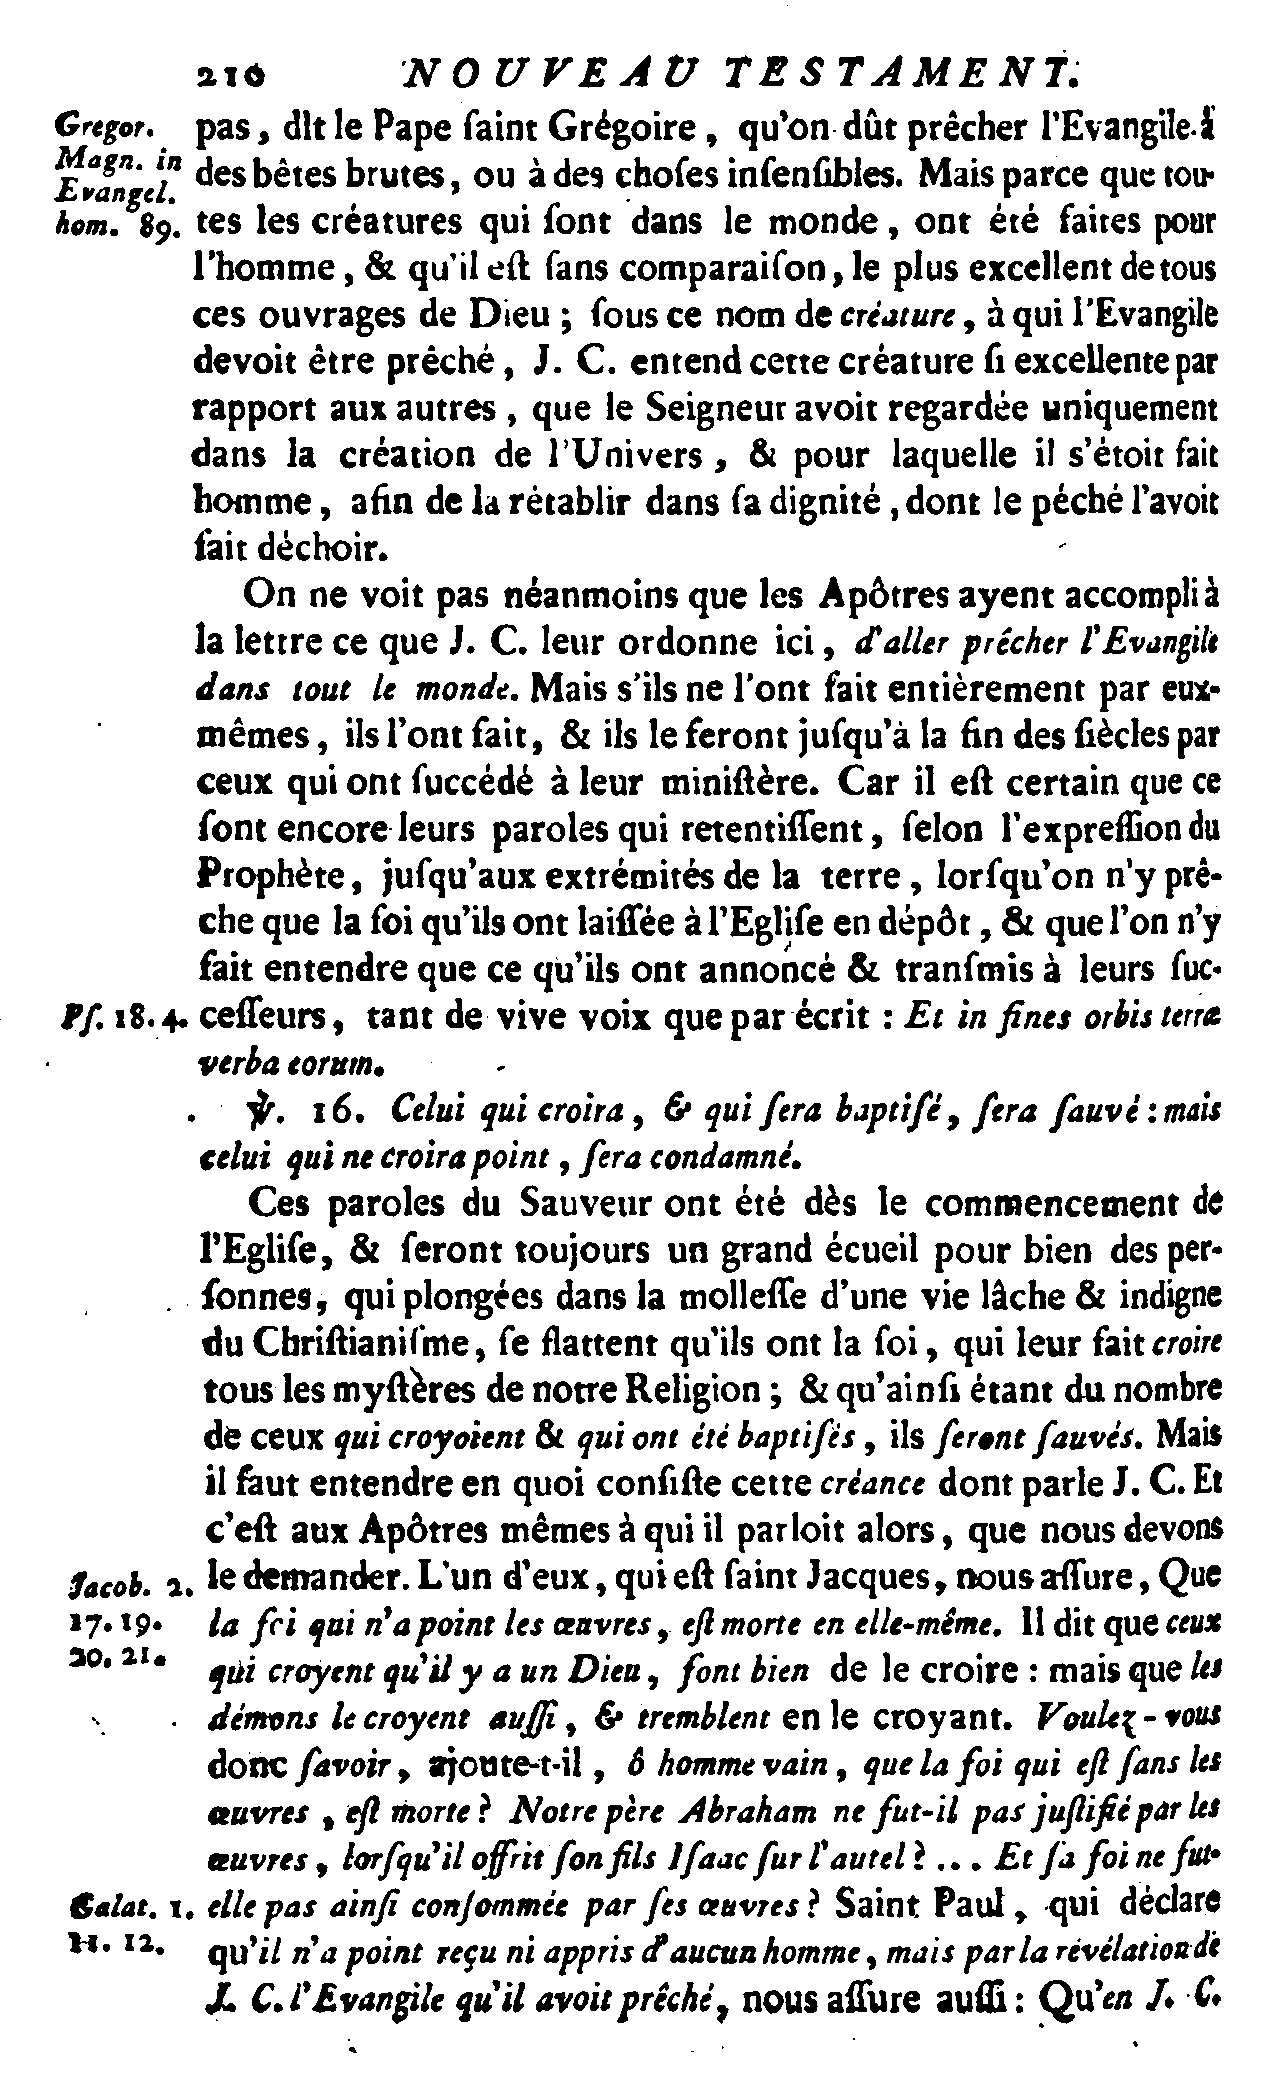 210 NOUVEAU TESTAMENT.
Gregor.
Magn. in
Evangel.
hom. 89.
pas, dit le Pape ſaint Grégoire, qu'on dût prêcher l'Evangile à
des bêtes brutes, ou à des choſes inſenſibles. Mais parce que tou-
tes les créatures qui ſont dans le monde, ont été faites pour
l'homme, & qu'il eſt ſans comparaiſon, le plus excellent de tous
ces ouvrages de Dieu; ſous ce nom de créature, à qui l'Evangile
devoit être prêché, J. C. entend cette créature ſi excellente par
rapport aux autres, que le Seigneur avoit regardée uniquement
dans la création de l'Univers, & pour laquelle il s'étoit fait
homme, afin de la rétablir dans ſa dignité, dont le péché l'avoit
fait déchoir.
On ne voit pas néanmoins que les Apôtres ayent accompli à
la lettre ce que J. C. leur ordonne ici, d'aller prêcher l'Evangile
dans tout le monde. Mais s'ils ne l'ont fait entièrement par eux-
mêmes, ils l'ont fait, & ils le feront juſqu'à la fin des ſiècles par
ceux qui ont ſuccédé à leur miniſtère. Car il eſt certain que ce
ſont encore leurs paroles qui retentiſſent, ſelon l'expreſſion du
Prophète, juſqu'aux extrémités de la terre, lorſqu'on n'y prê-
che que la foi qu'ils ont laiſſée à l'Egliſe en dépôt, & que l'on n'y
fait entendre que ce qu'ils ont annoncé & tranſmis à leurs ſuc-
Pſ. 18. 4. ceſſeurs, tant de vive voix que par écrit : Et in fines orbis terræ
verba eorum.
℣. 16. Celui qui croira, & qui ſera baptiſé, ſera ſauvé : mais
celui qui ne croira point, ſera condamné.
Ces paroles du Sauveur ont été dès le commencement de
l'Egliſe, & ſeront toujours un grand écueil pour bien des per-
ſonnes, qui plongées dans la molleſſe d'une vie lâche & indigne
du Chriſtianiſme, ſe flattent qu'ils ont la foi, qui leur fait croire
tous les myſtères de notre Religion; & qu'ainſi étant du nombre
de ceux qui croyoient & qui ont été baptiſés, ils ſeront ſauvés. Mais
il faut entendre en quoi conſiſte cette créance dont parle J. C. Et
c'eſt aux Apôtres mêmes à qui il parloit alors, que nous devons
Jacob. 2.
17. 19.
20. 21.
le demander. L'un d'eux, qui eſt ſaint Jacques, nous aſſure, Que
la foi qui n'a point les œuvres, eſt morte en elle-même. Il dit que ceux
qui croyent qu'il y a un Dieu, font bien de le croire : mais que les
démons le croyent auſſi, & tremblent en le croyant. Voulez-vous
donc ſavoir, ajoute-t-il, ô homme vain, que la foi qui eſt ſans les
œuvres, eſt morte ? Notre père Abraham ne fut-il pas juſtifié par les
œuvres, lorſqu'il offrit ſon fils Iſaac ſur l'autel ? ... Et ſa foi ne fut-
Galat. 1.
11. 12.
elle pas ainſi conſommée par ſes œuvres ? Saint Paul, qui déclare
qu'il n'a point reçu ni appris d'aucun homme, mais par la révélation de
J. C. l'Evangile qu'il avoit prêché, nous aſſure auſſi : Qu'en J. C.